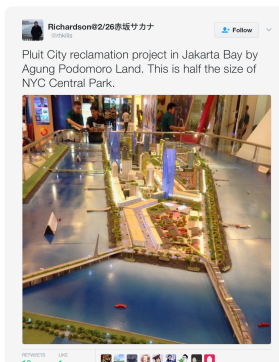 Richardson@2/26赤坂サカナ
Follow
Pluit City reclamation project in Jakarta Bay by
Agung Podomoro Land. This is half the size of
NYC Central Park.
RETWEETS LIKE